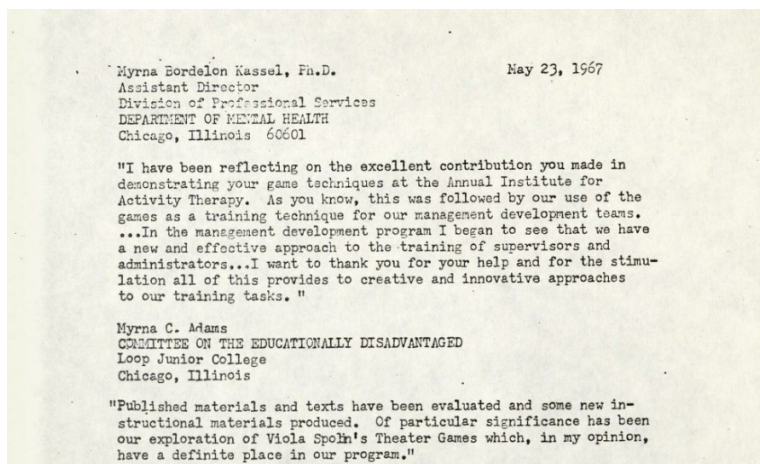 Myrna Bordelon Kassel, Ph.D. May 23, 1967
Assistant Director
Division of Professional Services
DEPARTMENT OF MENTAL HEALTH
Chicago, Illinois 60601
"I have been reflecting on the excellent contribution you made in
demonstrating your game techniques at the Annual Institute for
Activity Therapy. As you know, this was followed by our use of the
games as a training technique for our management development teams.
...In the management development program I began to see that we have
a new and effective approach to the training of supervisors and
administrators...I want to thank you for your help and for the stimu-
lation all of this provides to creative and innovative approaches
to our training tasks. "
Myrna C. Adams
COMMITTEE ON THE EDUCATIONALLY DISADVANTAGED
Loop Junior College
Chicago, Illinois
"Published materials and texts have been evaluated and some new in-
structional materials produced. Of particular significance has been
our exploration of Viola Spolin's Theater Games which, in my opinion,
have a definite place in our program."